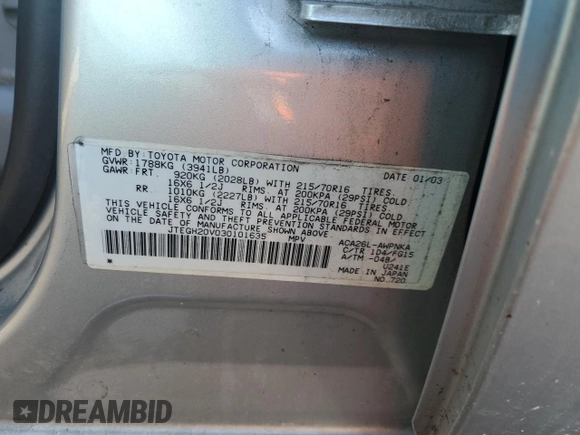 MFD BY:TOYOTA MOTOR CORPORATION DATE 01/03
GVWR:1788KG (3941LB)
GAWR:FRT. 920KG (2028LB) WITH 215/70R16 TIRES.
16X6 1/2J RIMS. AT 200KPA (29PSI) COLD
RR. 1010KG (2227LB) WITH 215/70R16 TIRES.
16X6 1/2J RIMS. AT 200KPA (29PSI) COLD
THIS VEHICLE CONFORMS TO ALL APPLICABLE FEDERAL MOTOR
VEHICLE SAFETY, BUMPER, AND THEFT PREVENTION STANDARDS IN EFFECT
ON THE DATE OF MANUFACTURE SHOWN ABOVE.
JTEGH20V030101635 MPV
ACA26L-AWPNKA
C/TR 1D4/FG15
A/TM -048/
U241E
MADE IN JAPAN
NO.720
DREAMBID